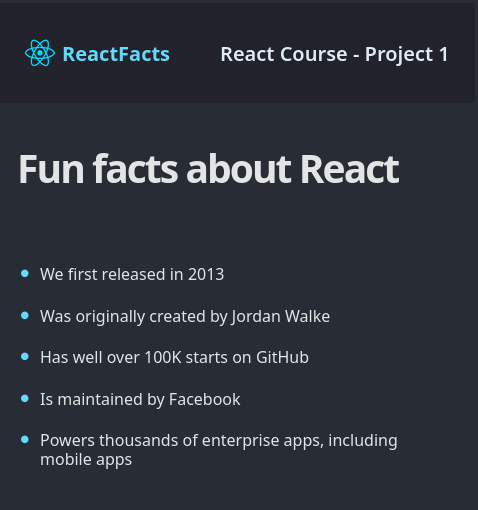 ReactFacts
React Course - Project 1
Fun facts about React
We first released in 2013
Was originally created by Jordan Walke
Has well over 100K starts on GitHub
Is maintained by Facebook
Powers thousands of enterprise apps, including
mobile apps